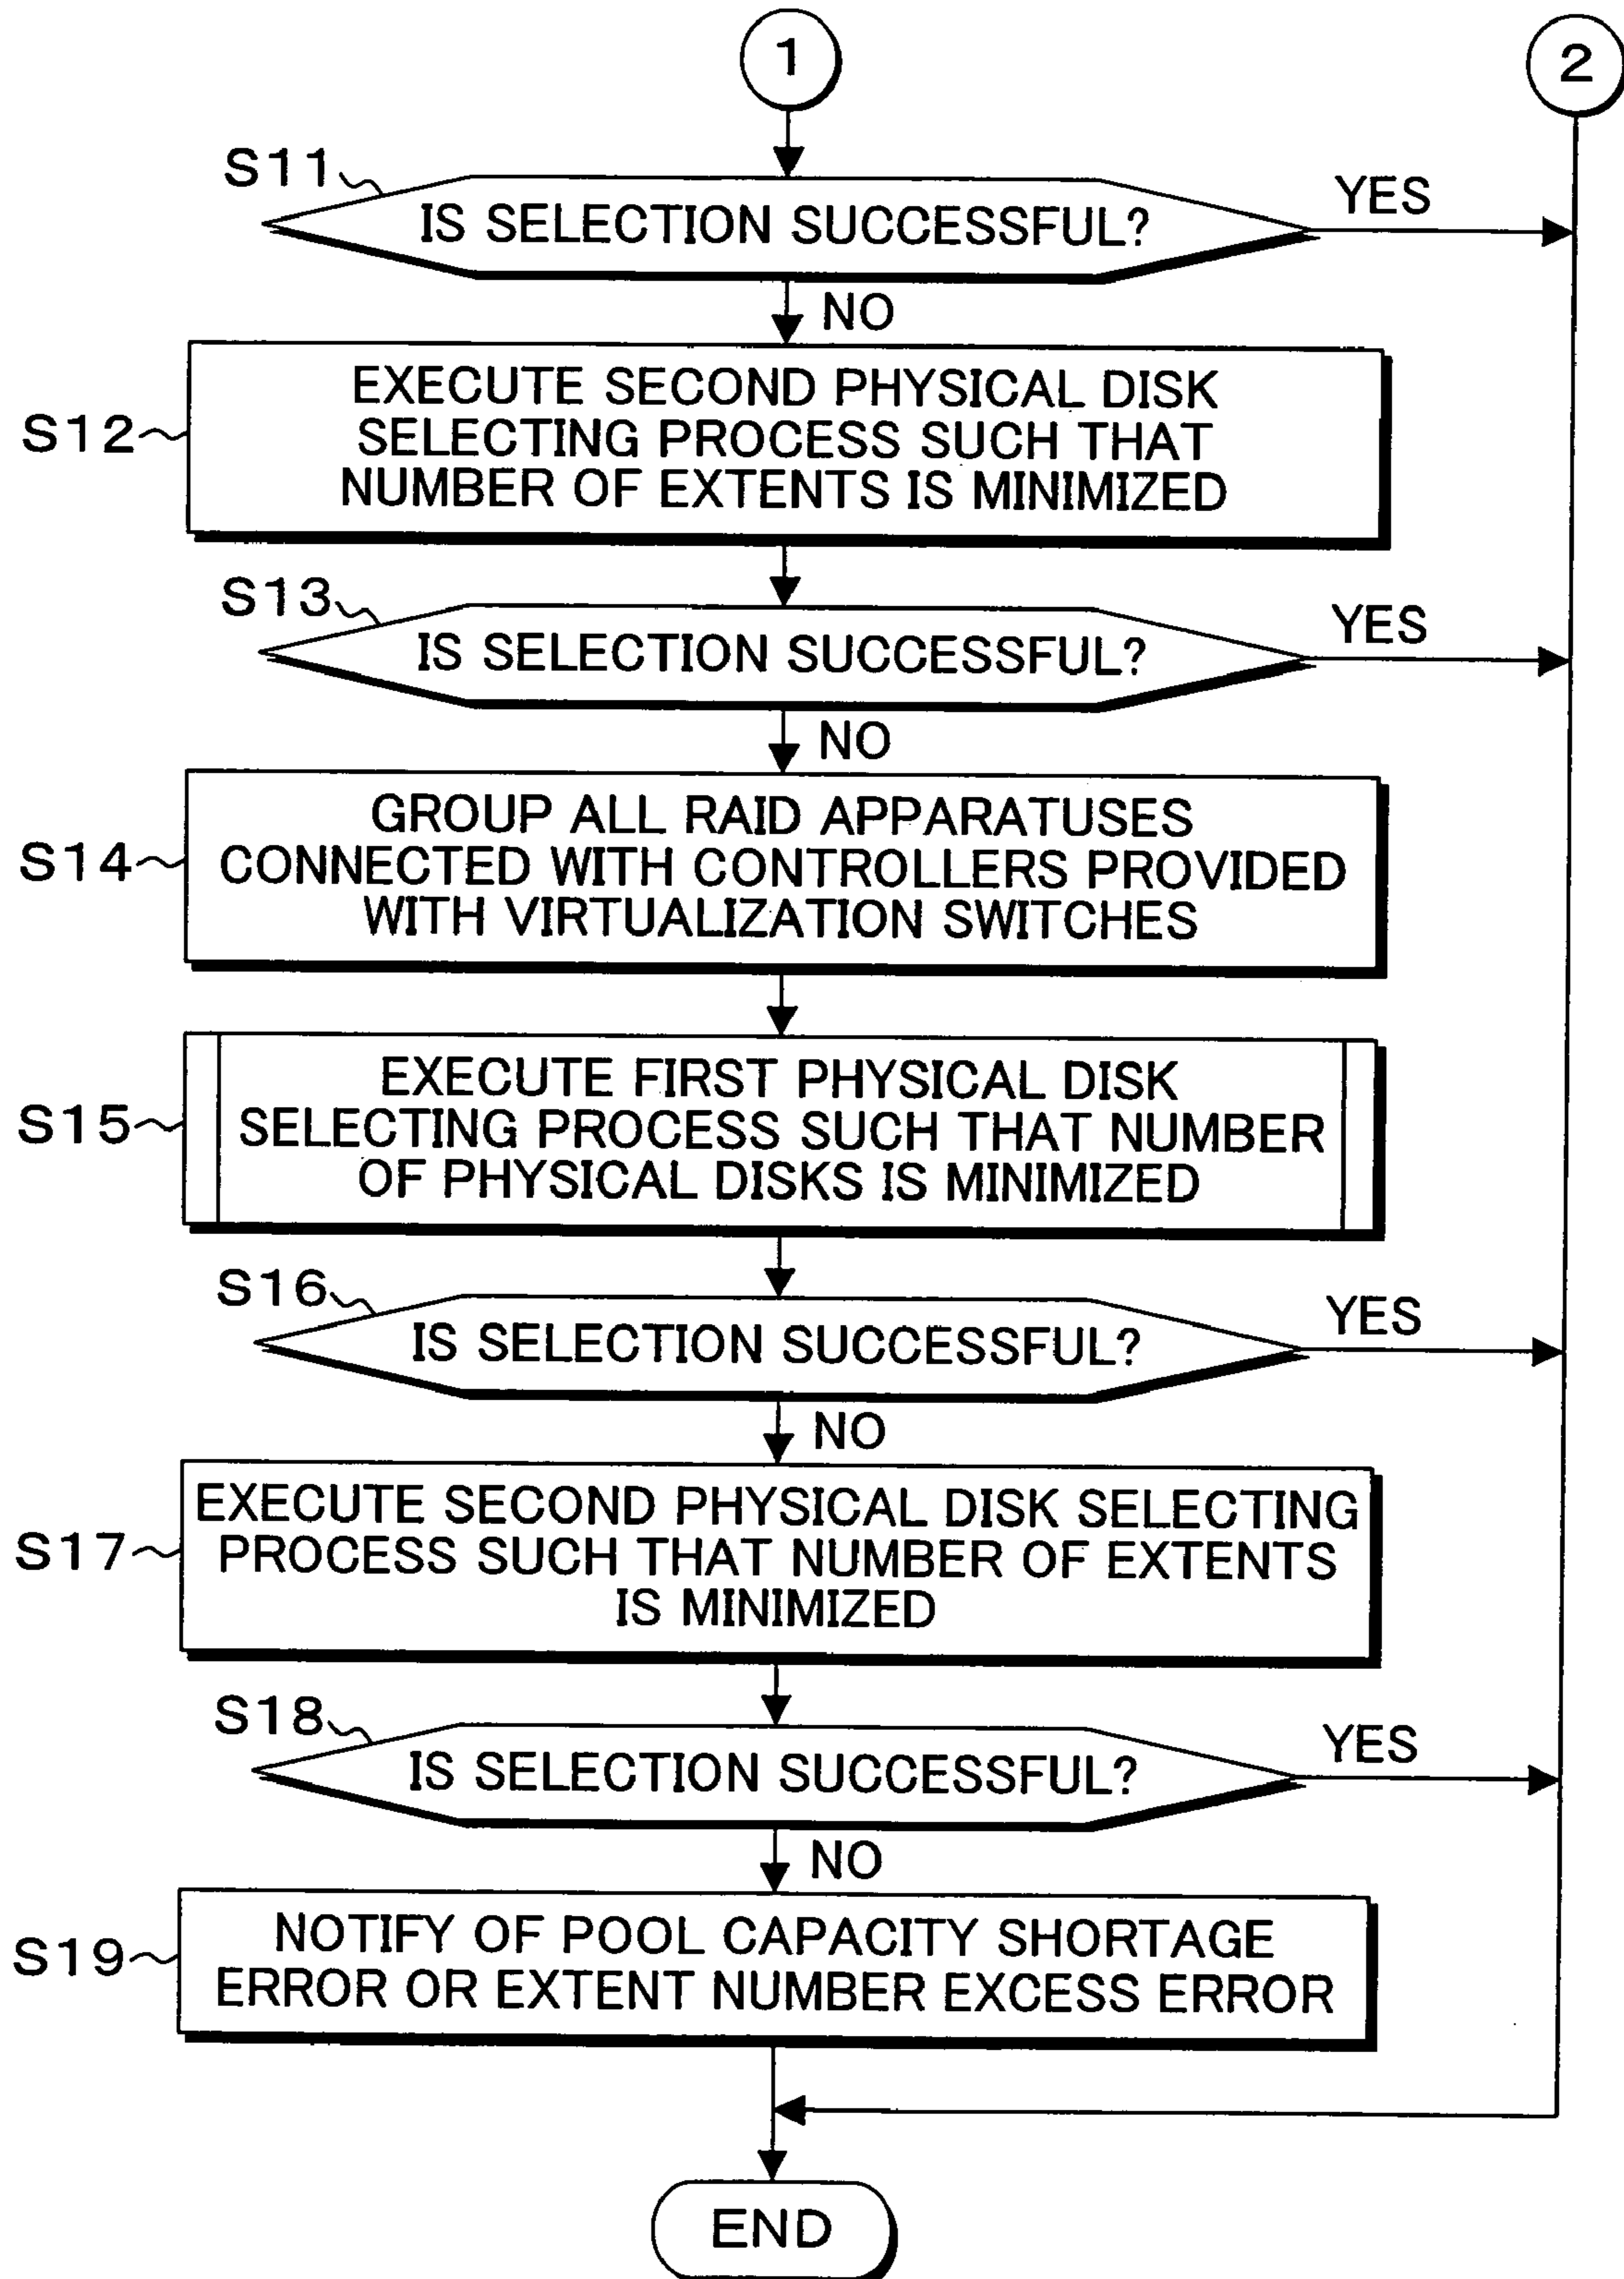 1
2
S11
IS SELECTION SUCCESSFUL?
YES
NO
S12
EXECUTE SECOND PHYSICAL DISK
SELECTING PROCESS SUCH THAT
NUMBER OF EXTENTS IS MINIMIZED
S13
IS SELECTION SUCCESSFUL?
YES
NO
S14
GROUP ALL RAID APPARATUSES
CONNECTED WITH CONTROLLERS PROVIDED
WITH VIRTUALIZATION SWITCHES
S15
EXECUTE FIRST PHYSICAL DISK
SELECTING PROCESS SUCH THAT NUMBER
OF PHYSICAL DISKS IS MINIMIZED
S16
IS SELECTION SUCCESSFUL?
YES
NO
S17
EXECUTE SECOND PHYSICAL DISK SELECTING
PROCESS SUCH THAT NUMBER OF EXTENTS
IS MINIMIZED
S18
IS SELECTION SUCCESSFUL?
YES
NO
S19
NOTIFY OF POOL CAPACITY SHORTAGE
ERROR OR EXTENT NUMBER EXCESS ERROR
END